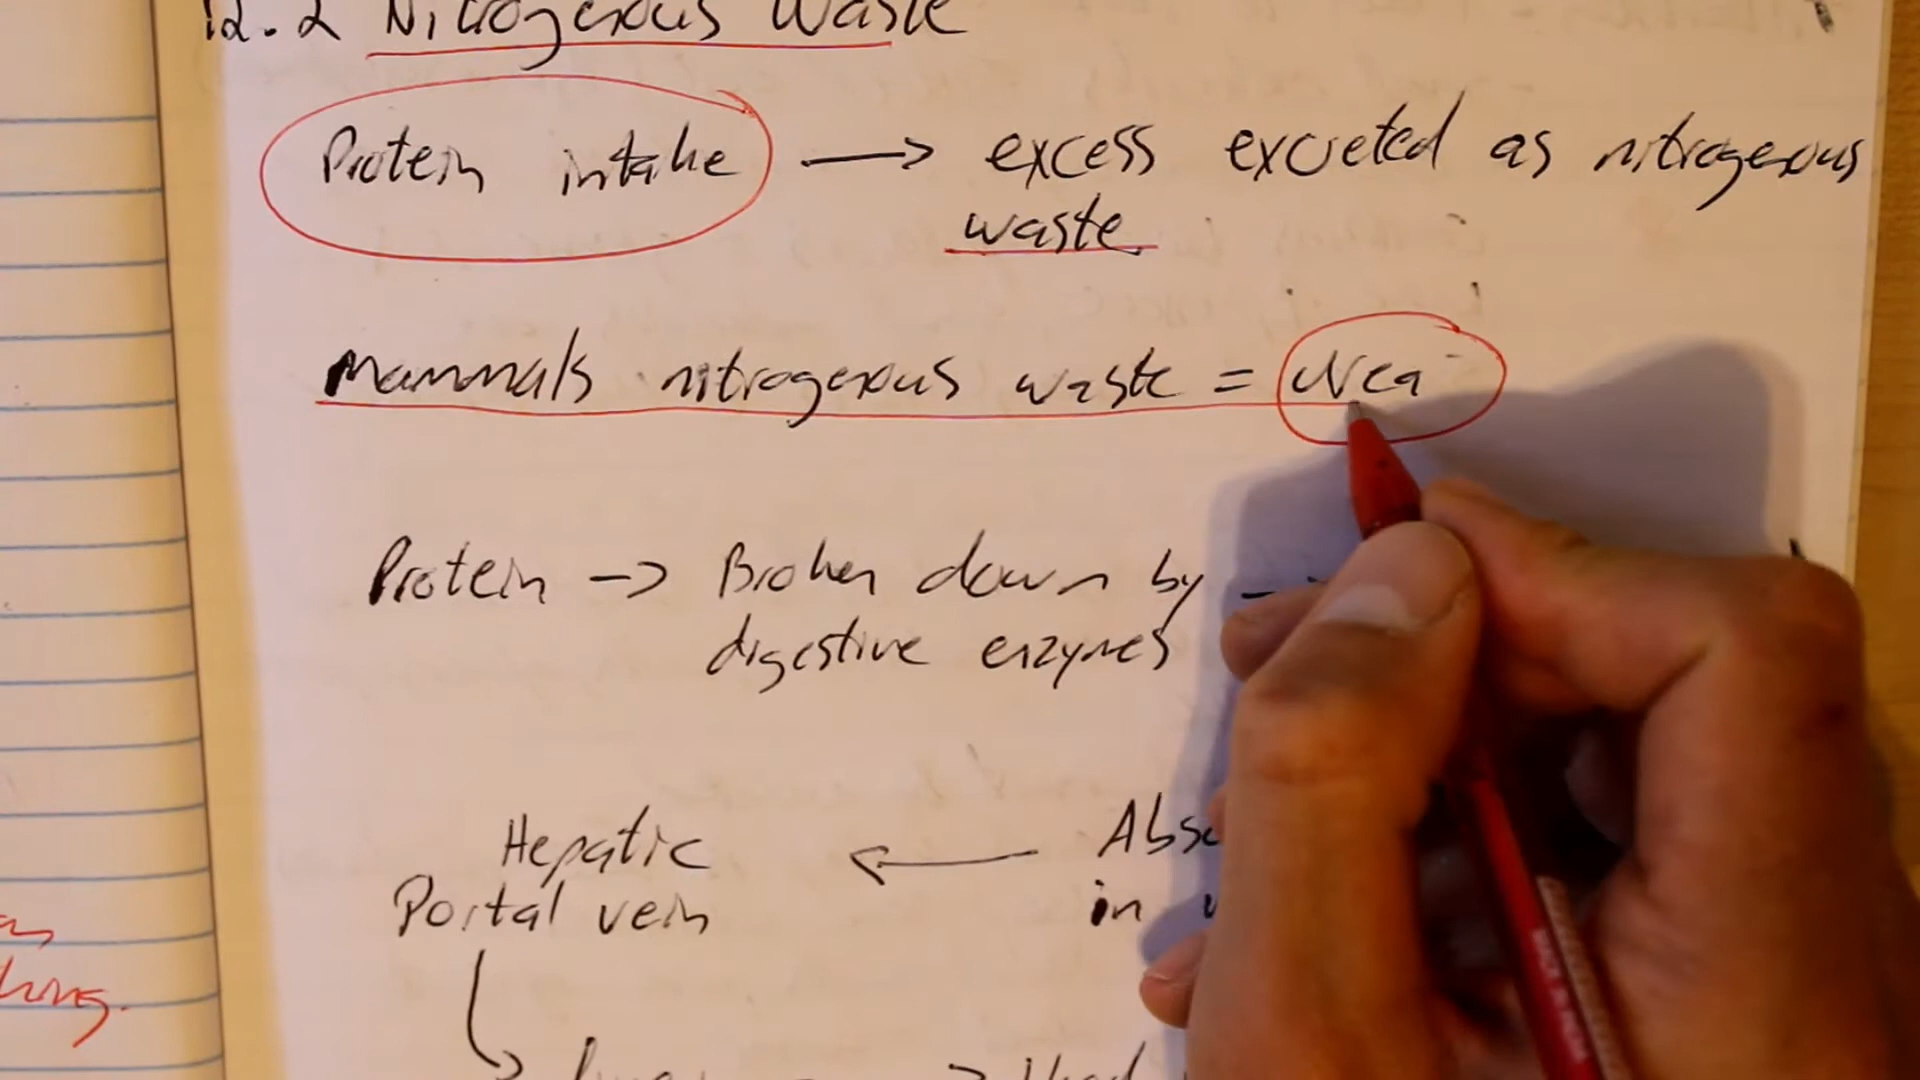 12.2 Nitrogenous Waste
Protein intake → excess excreted as nitrogenous
waste.
Mammals nitrogenous waste = Urea
Protein → Broken down by →
digestive enzymes
Hepatic ←
Portal vein in